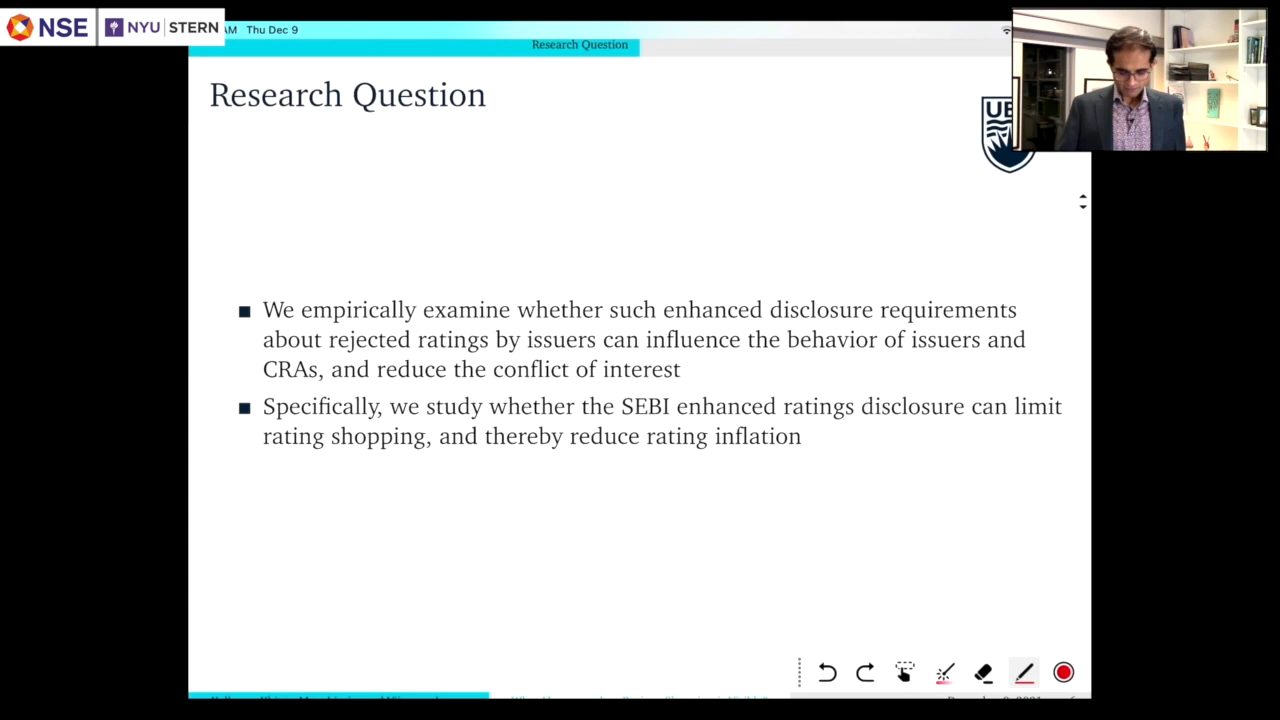 NSE NYU STERN
AM Thu Dec 9
Research Question
Research Question
We empirically examine whether such enhanced disclosure requirements
about rejected ratings by issuers can influence the behavior of issuers and
CRAs, and reduce the conflict of interest
Specifically, we study whether the SEBI enhanced ratings disclosure can limit
rating shopping, and thereby reduce rating inflation